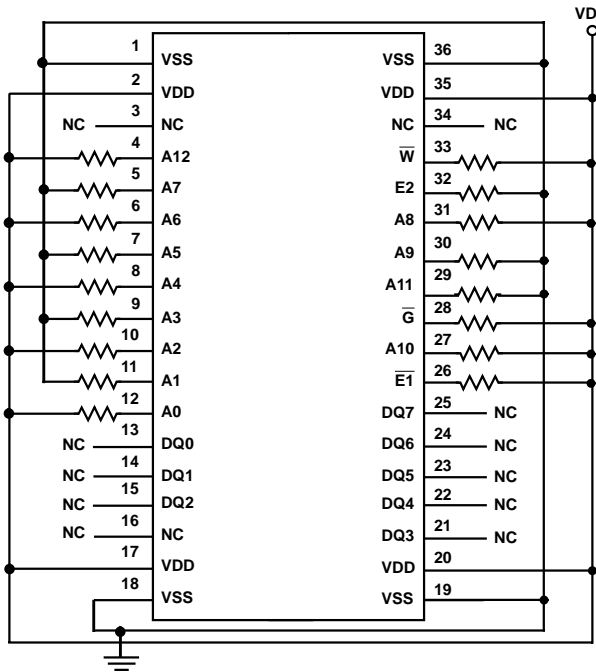 VD
1 VSS VSS 36
2 VDD VDD 35
NC 3 NC NC 34 NC
4 A12 W 33
5 A7 E2 32
6 A6 A8 31
7 A5 A9 30
8 A4 A11 29
9 A3 G 28
10 A2 A10 27
11 A1 E1 26
12 A0 DQ7 25 NC
NC 13 DQ0 DQ6 24 NC
NC 14 DQ1 DQ5 23 NC
NC 15 DQ2 DQ4 22 NC
NC 16 NC DQ3 21 NC
17 VDD VDD 20
18 VSS VSS 19